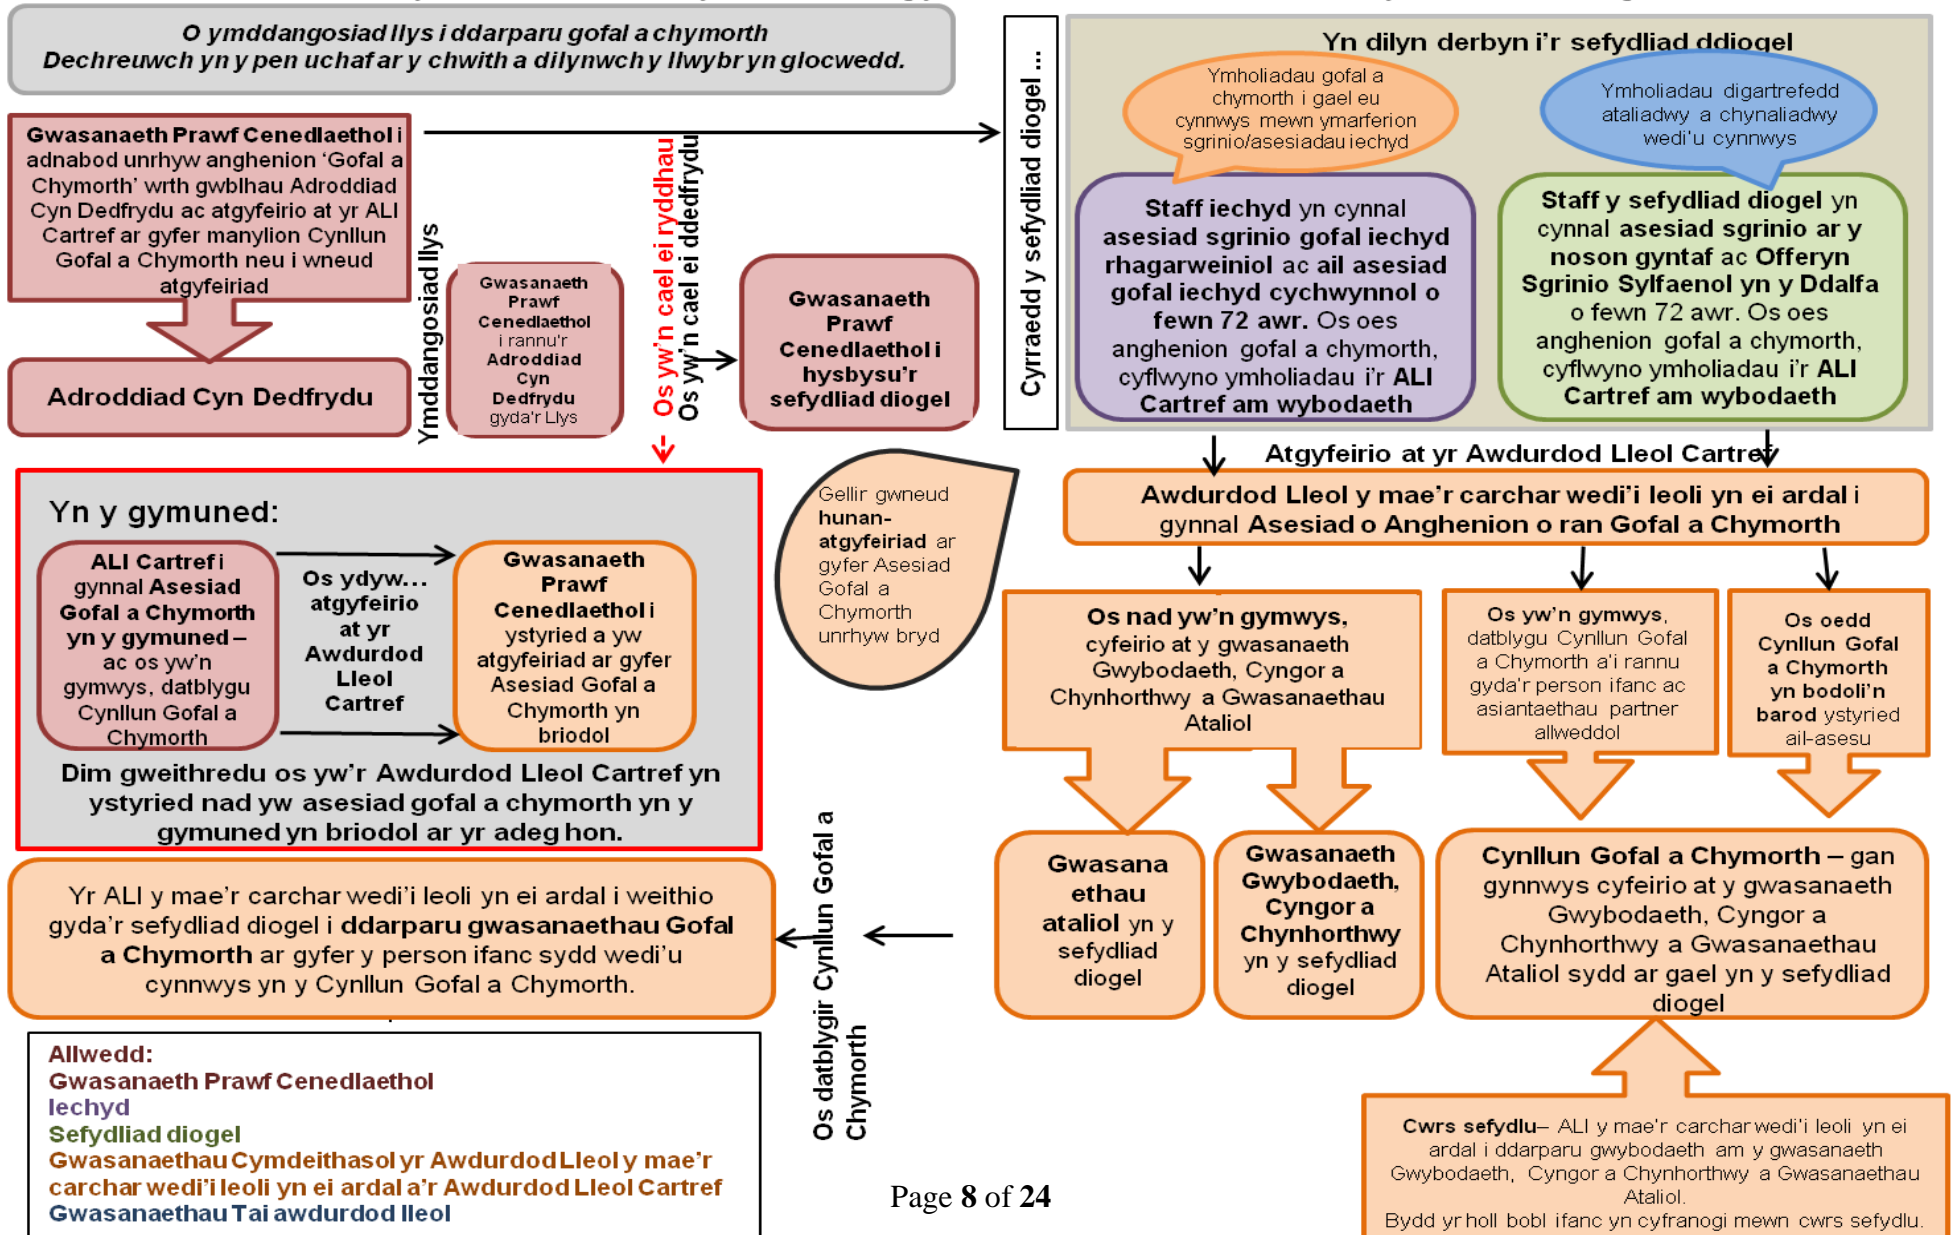 O ymddangosiad llys i ddarparu gofal a chymorth
Dechreuwch yn y pen uchaf ar y chwith a dilynwch y llwybr yn glocwedd.
Gwasanaeth Prawf Cenedlaethol i
adnabod unrhyw anghenion ‘Gofal a
Chymorth’ wrth gwblhau Adroddiad
Cyn Dedfrydu ac atgyfeirio at yr ALI
Cartref ar gyfer manylion Cynllun
Gofal a Chymorth neu i wneud
atgyfeiriad
Adroddiad Cyn Dedfrydu
Ymddangosiad llys
Gwasanaeth
Prawf
Cenedlaethol
i rannu'r
Adroddiad
Cyn
Dedfrydu
gyda'r Llys
Os yw'n cael ei ryddhau
Os yw'n cael ei ddedfrydu
Gwasanaeth
Prawf
Cenedlaethol i
hysbysu'r
sefydliad diogel
Cyrraedd y sefydliad diogel ...
Yn dilyn derbyn i'r sefydliad ddiogel
Ymholiadau gofal a
chymorth i gael eu
cynnwys mewn ymarferion
sgrinio/asesiadau iechyd
Ymholiadau digartrefedd
ataliadwy a chynaliadwy
wedi'u cynnwys
Staff iechyd yn cynnal
asesiad sgrinio gofal iechyd
rhagarweiniol ac ail asesiad
gofal iechyd cychwynnol o
fewn 72 awr. Os oes
anghenion gofal a chymorth,
cyflwyno ymholiadau i'r ALI
Cartref am wybodaeth
Staff y sefydliad diogel yn
cynnal asesiad sgrinio ar y
noson gyntaf ac Offeryn
Sgrinio Sylfaenol yn y Ddalfa
o fewn 72 awr. Os oes
anghenion gofal a chymorth,
cyflwyno ymholiadau i'r ALI
Cartref am wybodaeth
Atgyfeirio at yr Awdurdod Lleol Cartref
Awdurdod Lleol y mae'r carchar wedi'i leoli yn ei ardal i
gynnal Asesiad o Anghenion o ran Gofal a Chymorth
Yn y gymuned:
ALI Cartref i
gynnal Asesiad
Gofal a Chymorth
yn y gymuned –
ac os yw'n
gymwys, datblygu
Cynllun Gofal a
Chymorth
Os ydyw...
atgyfeirio
at yr
Awdurdod
Lleol
Cartref
Gwasanaeth
Prawf
Cenedlaethol i
ystyried a yw
atgyfeiriad ar gyfer
Asesiad Gofal a
Chymorth yn
briodol
Dim gweithredu os yw'r Awdurdod Lleol Cartref yn
ystyried nad yw asesiad gofal a chymorth yn y
gymuned yn briodol ar yr adeg hon.
Gellir gwneud
hunan-
atgyfeiriad ar
gyfer Asesiad
Gofal a
Chymorth
unrhyw bryd
Os nad yw'n gymwys,
cyfeirio at y gwasanaeth
Gwybodaeth, Cyngor a
Chynhorthwy a Gwasanaethau
Ataliol
Os yw'n gymwys,
datblygu Cynllun Gofal
a Chymorth a'i rannu
gyda'r person ifanc ac
asiantaethau partner
allweddol
Os oedd
Cynllun Gofal
a Chymorth
yn bodoli'n
barod ystyried
ail-asesu
Gwasana
ethau
ataliol yn y
sefydliad
diogel
Gwasanaeth
Gwybodaeth,
Cyngor a
Chynhorthwy
yn y sefydliad
diogel
Cynllun Gofal a Chymorth – gan
gynnwys cyfeirio at y gwasanaeth
Gwybodaeth, Cyngor a
Chynhorthwy a Gwasanaethau
Ataliol sydd ar gael yn y sefydliad
diogel
Os datblygir Cynllun Gofal a
Chymorth
Yr ALI y mae'r carchar wedi'i leoli yn ei ardal i weithio
gyda'r sefydliad diogel i ddarparu gwasanaethau Gofal
a Chymorth ar gyfer y person ifanc sydd wedi'u
cynnwys yn y Cynllun Gofal a Chymorth.
Allwedd:
Gwasanaeth Prawf Cenedlaethol
Iechyd
Sefydliad diogel
Gwasanaethau Cymdeithasol yr Awdurdod Lleol y mae'r
carchar wedi'i leoli yn ei ardal a'r Awdurdod Lleol Cartref
Gwasanaethau Tai awdurdod lleol
Cwrs sefydlu– ALI y mae'r carchar wedi'i leoli yn ei
ardal i ddarparu gwybodaeth am y gwasanaeth
Gwybodaeth, Cyngor a Chynhorthwy a Gwasanaethau
Ataliol.
Bydd yr holl bobl ifanc yn cyfranogi mewn cwrs sefydlu.
Page 8 of 24